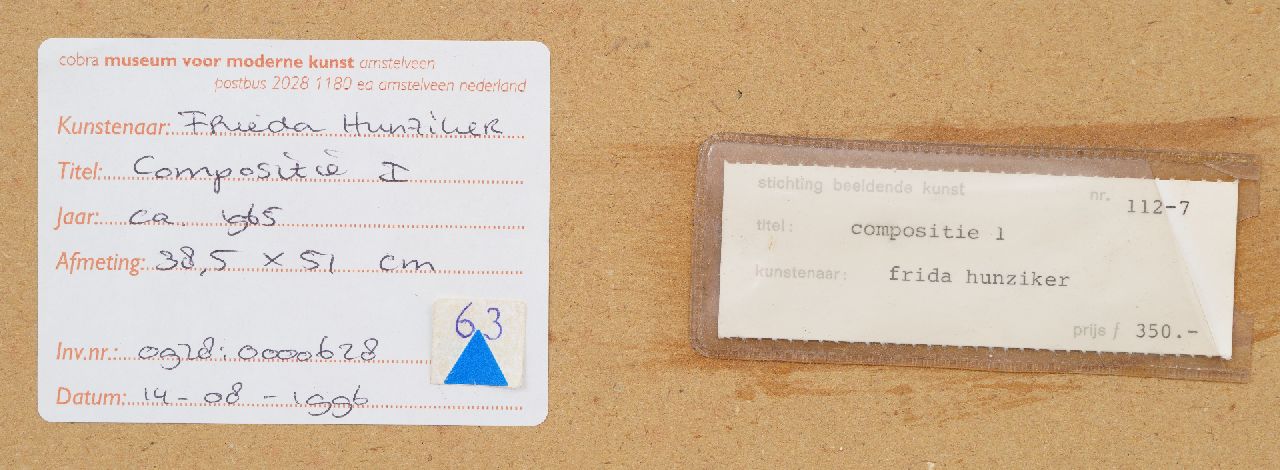 cobra museum voor moderne kunst amstelveen
postbus 2028 1180 ea amstelveen nederland
Kunstenaar: Frieda Hunziker
Titel: Compositie I
Jaar: ca. 1965
Afmeting: 38,5 x 51 cm
63
Inv.nr.: ogzdi0000628
Datum: 14-08-1996
stichting beeldende kunst
nr. 112-7
titel: compositie 1
kunstenaar: frida hunziker
prijs f 350.-